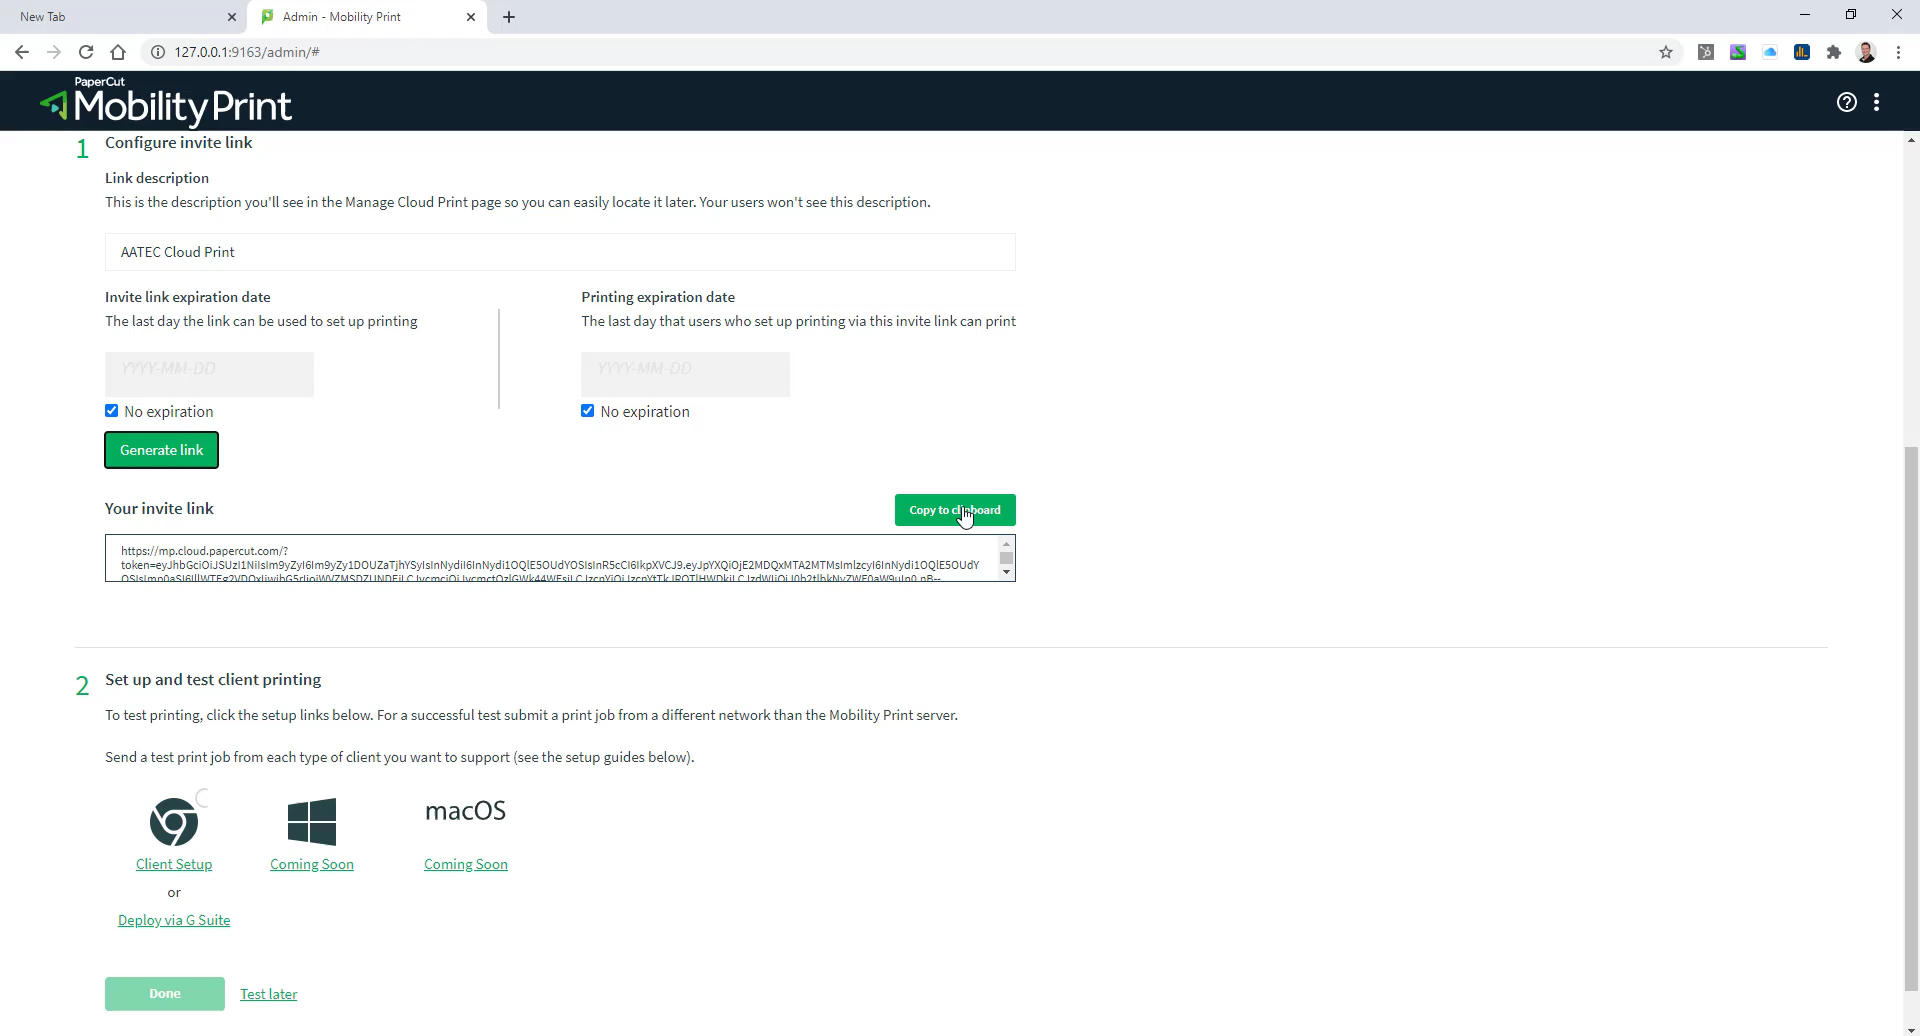 New Tab
Admin - Mobility Print
127.0.0.1:9163/admin/#
PaperCut
Mobility Print
1 Configure invite link
Link description
This is the description you'll see in the Manage Cloud Print page so you can easily locate it later. Your users won't see this description.
AATEC Cloud Print
Invite link expiration date
Printing expiration date
The last day the link can be used to set up printing
The last day that users who set up printing via this invite link can print
YYYY-MM-DD
YYYY-MM-DD
No expiration
No expiration
Generate link
Your invite link
Copy to clipboard
https://mp.cloud.papercut.com/?
2 Set up and test client printing
To test printing, click the setup links below. For a successful test submit a print job from a different network than the Mobility Print server.
Send a test print job from each type of client you want to support (see the setup guides below).
macOS
Client Setup
Coming Soon
Coming Soon
or
Deploy via G Suite
Done
Test later